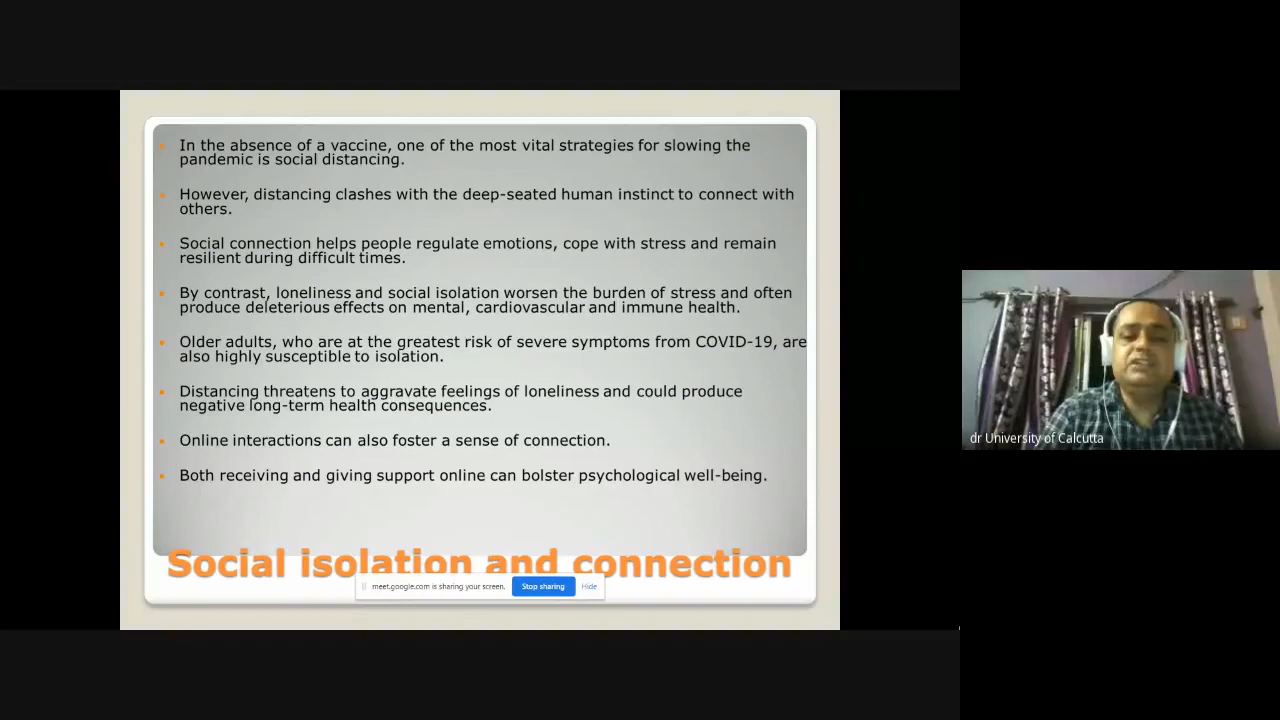 In the absence of a vaccine, one of the most vital strategies for slowing the
pandemic is social distancing.
However, distancing clashes with the deep-seated human instinct to connect with
others.
Social connection helps people regulate emotions, cope with stress and remain
resilient during difficult times.
By contrast, loneliness and social isolation worsen the burden of stress and often
produce deleterious effects on mental, cardiovascular and immune health.
Older adults, who are at the greatest risk of severe symptoms from COVID-19, are
also highly susceptible to isolation.
Distancing threatens to aggravate feelings of loneliness and could produce
negative long-term health consequences.
Online interactions can also foster a sense of connection.
Both receiving and giving support online can bolster psychological well-being.
Social isolation and connection
meet.google.com is sharing your screen. Stop sharing Hide
dr University of Calcutta